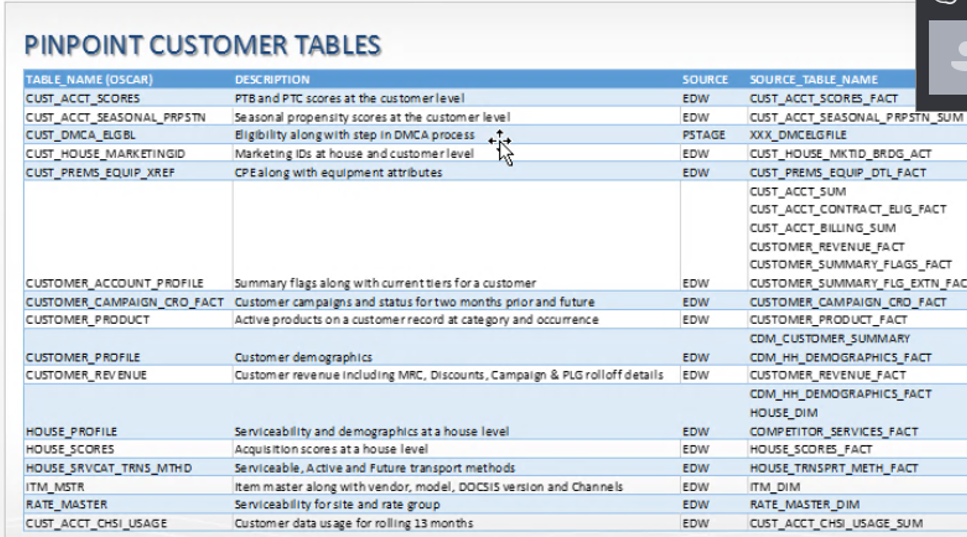 PINPOINT CUSTOMER TABLES
TABLE_NAME (OSCAR) DESCRIPTION SOURCE SOURCE_TABLE_NAME
CUST_ACCT_SCORES PTB and PTC scores at the customer level EDW CUST_ACCT_SCORES_FACT
CUST_ACCT_SEASONAL_PRPSTN Seasonal propensity scores at the customer level EDW CUST_ACCT_SEASONAL_PRPSTN_SUM
CUST_DMCA_ELGBL Eligibility along with step in DMCA process PSTAGE XXX_DMCELGFILE
CUST_HOUSE_MARKETINGID Marketing IDs at house and customer level EDW CUST_HOUSE_MKTID_BRDG_ACT
CUST_PREMS_EQUIP_XREF CPE along with equipment attributes EDW CUST_PREMS_EQUIP_DTL_FACT
CUST_ACCT_SUM
CUST_ACCT_CONTRACT_ELIG_FACT
CUST_ACCT_BILLING_SUM
CUSTOMER_REVENUE_FACT
CUSTOMER_SUMMARY_FLAGS_FACT
CUSTOMER_ACCOUNT_PROFILE Summary flags along with current tiers for a customer EDW CUSTOMER_SUMMARY_FLG_EXTN_FAC
CUSTOMER_CAMPAIGN_CRO_FACT Customer campaigns and status for two months prior and future EDW CUSTOMER_CAMPAIGN_CRO_FACT
CUSTOMER_PRODUCT Active products on a customer record at category and occurrence EDW CUSTOMER_PRODUCT_FACT
CDM_CUSTOMER_SUMMARY
CUSTOMER_PROFILE Customer demographics EDW CDM_HH_DEMOGRAPHICS_FACT
CUSTOMER_REVENUE Customer revenue including MRC, Discounts, Campaign & PLG rolloff details EDW CUSTOMER_REVENUE_FACT
CDM_HH_DEMOGRAPHICS_FACT
HOUSE_DIM
HOUSE_PROFILE Serviceability and demographics at a house level EDW COMPETITOR_SERVICES_FACT
HOUSE_SCORES Acquisition scores at a house level EDW HOUSE_SCORES_FACT
HOUSE_SRVCAT_TRNS_MTHD Serviceable, Active and Future transport methods EDW HOUSE_TRNSPRT_METH_FACT
ITM_MSTR Item master along with vendor, model, DOCSIS version and Channels EDW ITM_DIM
RATE_MASTER Serviceability for site and rate group EDW RATE_MASTER_DIM
CUST_ACCT_CHSI_USAGE Customer data usage for rolling 13 months EDW CUST_ACCT_CHSI_USAGE_SUM